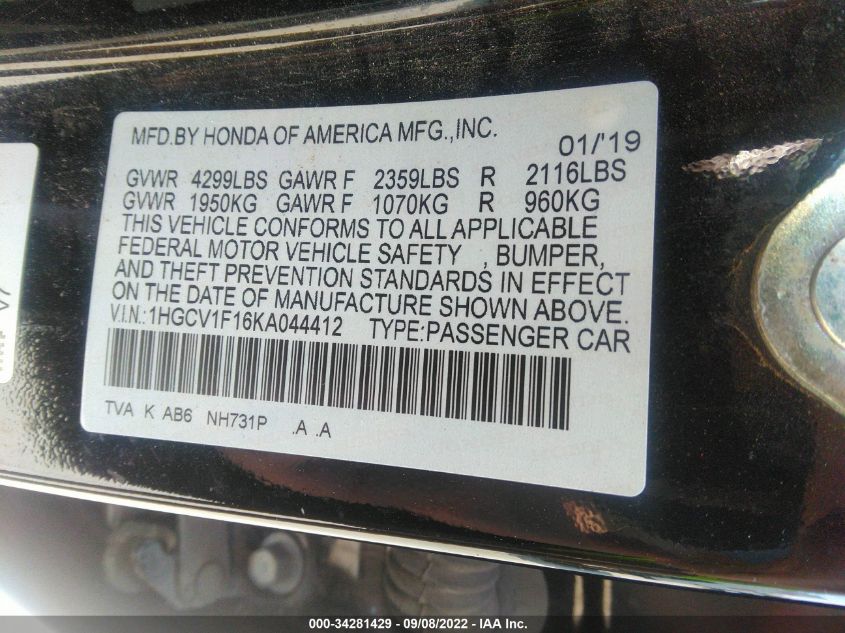 MFD.BY HONDA OF AMERICA MFG.,INC.
01/'19
GVWR 4299LBS GAWR F 2359LBS R 2116LBS
GVWR 1950KG GAWR F 1070KG R 960KG
THIS VEHICLE CONFORMS TO ALL APPLICABLE
FEDERAL MOTOR VEHICLE SAFETY , BUMPER,
AND THEFT PREVENTION STANDARDS IN EFFECT
ON THE DATE OF MANUFACTURE SHOWN ABOVE.
V.I.N.:1HGCV1F16KA044412 TYPE:PASSENGER CAR
TVA K AB6 NH731P .A .A
000-34281429 - 09/08/2022 - IAA Inc.